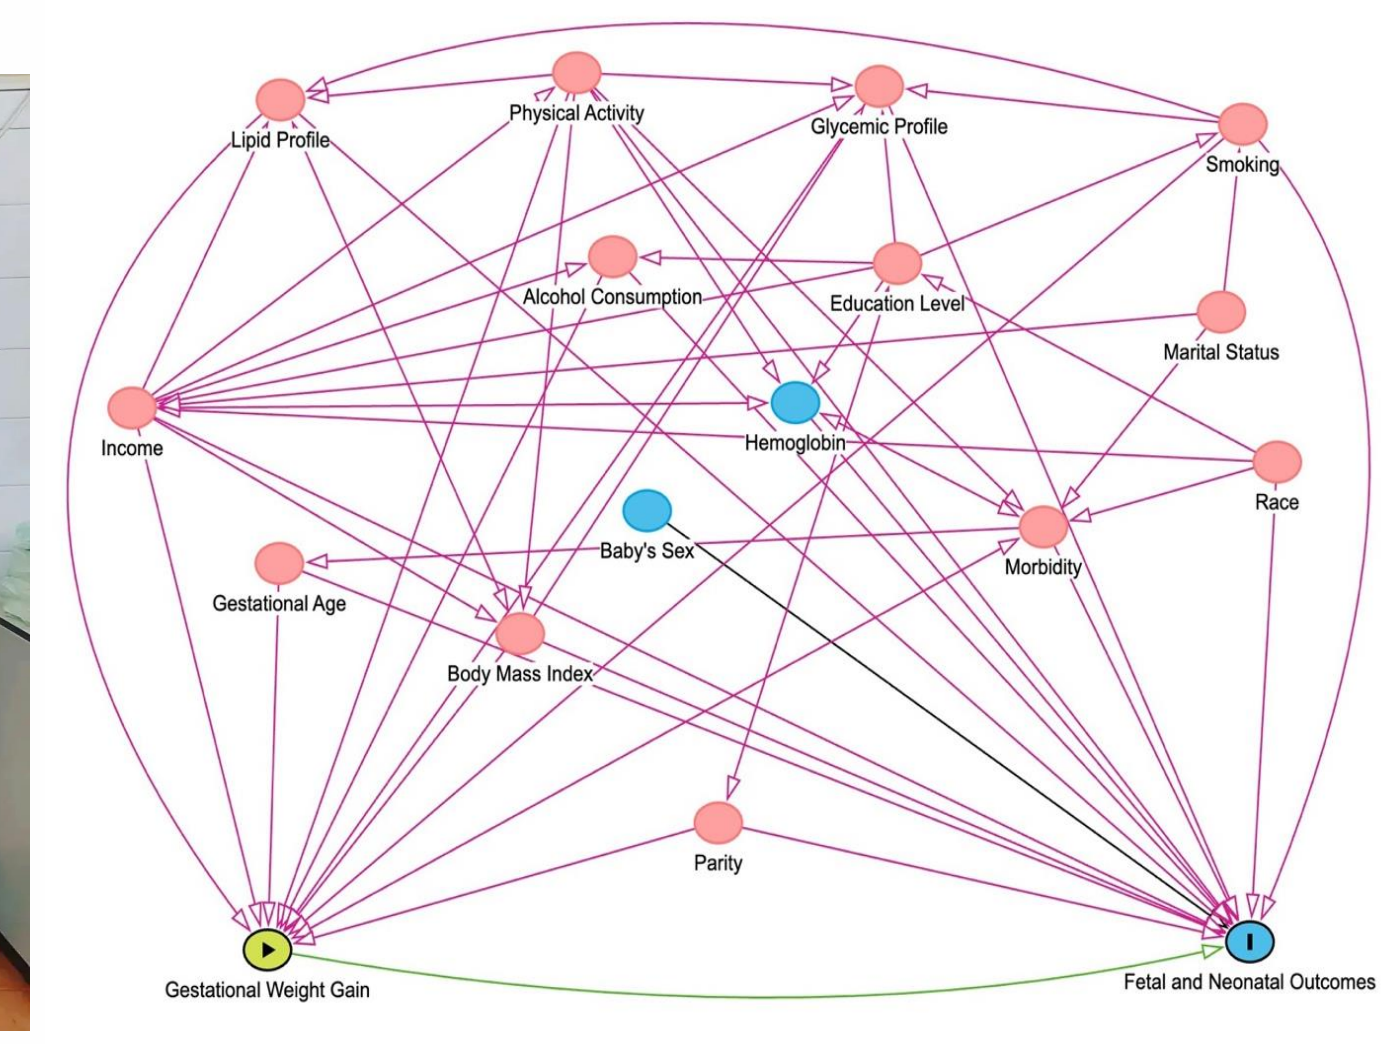 Physical Activity
Glycemic Profile
Lipid Profile
Smoking
Alcohol Consumption
Education Level
Marital Status
Income
Hemoglobin
Race
Baby's Sex
Morbidity
Gestational Age
Body Mass Index
Parity
Gestational Weight Gain
Fetal and Neonatal Outcomes